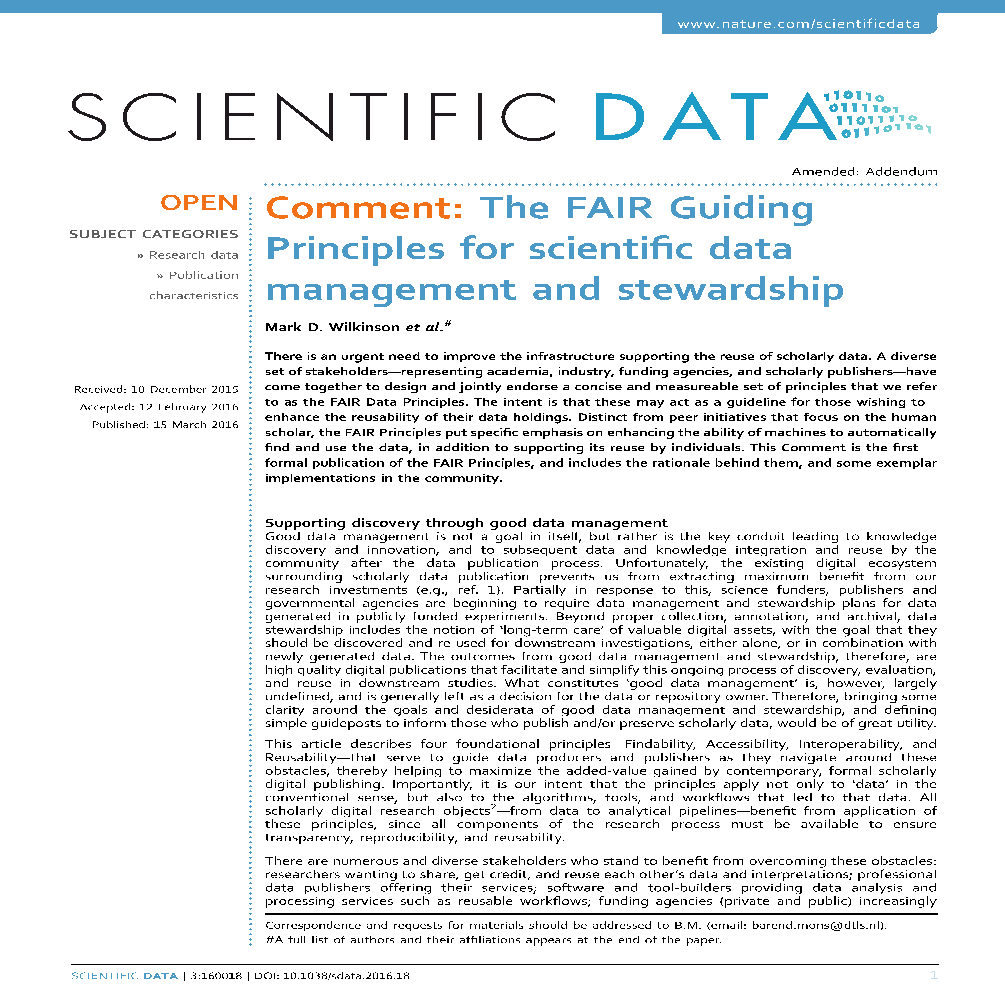 www.nature.com/scientificdata
SCIENTIFIC DATA
11010
1011101
11011101
011101101
Amended: Addendum
OPEN
SUBJECT CATEGORIES
» Research data
» Publication
characteristics
Received: 10 December 2015
Accepted: 12 February 2016
Published: 15 March 2016
Comment: The FAIR Guiding
Principles for scientific data
management and stewardship
Mark D. Wilkinson et al.#
There is an urgent need to improve the infrastructure supporting the reuse of scholarly data. A diverse
set of stakeholders—representing academia, industry, funding agencies, and scholarly publishers—have
come together to design and jointly endorse a concise and measureable set of principles that we refer
to as the FAIR Data Principles. The intent is that these may act as a guideline for those wishing to
enhance the reusability of their data holdings. Distinct from peer initiatives that focus on the human
scholar, the FAIR Principles put specific emphasis on enhancing the ability of machines to automatically
find and use the data, in addition to supporting its reuse by individuals. This Comment is the first
formal publication of the FAIR Principles, and includes the rationale behind them, and some exemplar
implementations in the community.
Supporting discovery through good data management
Good data management is not a goal in itself, but rather is the key conduit leading to knowledge
discovery and innovation, and to subsequent data and knowledge integration and reuse by the
community after the data publication process. Unfortunately, the existing digital ecosystem
surrounding scholarly data publication prevents us from extracting maximum benefit from our
research investments (e.g., ref. 1). Partially in response to this, science funders, publishers and
governmental agencies are beginning to require data management and stewardship plans for data
generated in publicly funded experiments. Beyond proper collection, annotation, and archival, data
stewardship includes the notion of ‘long-term care’ of valuable digital assets, with the goal that they
should be discovered and re used for downstream investigations, either alone, or in combination with
newly generated data. The outcomes from good data management and stewardship, therefore, are
high quality digital publications that facilitate and simplify this ongoing process of discovery, evaluation,
and reuse in downstream studies. What constitutes ‘good data management’ is, however, largely
undefined, and is generally left as a decision for the data or repository owner. Therefore, bringing some
clarity around the goals and desiderata of good data management and stewardship, and defining
simple guideposts to inform those who publish and/or preserve scholarly data, would be of great utility.
This article describes four foundational principles Findability, Accessibility, Interoperability, and
Reusability—that serve to guide data producers and publishers as they navigate around these
obstacles, thereby helping to maximize the added-value gained by contemporary, formal scholarly
digital publishing. Importantly, it is our intent that the principles apply not only to ‘data’ in the
conventional sense, but also to the algorithms, tools, and workflows that led to that data. All
scholarly digital research objects²—from data to analytical pipelines—benefit from application of
these principles, since all components of the research process must be available to ensure
transparency, reproducibility, and reusability.
There are numerous and diverse stakeholders who stand to benefit from overcoming these obstacles:
researchers wanting to share, get credit, and reuse each other’s data and interpretations; professional
data publishers offering their services; software and tool-builders providing data analysis and
processing services such as reusable workflows; funding agencies (private and public) increasingly
Correspondence and requests for materials should be addressed to B.M. (email: barend.mons@dtls.nl).
#A full list of authors and their affiliations appears at the end of the paper.
SCIENTIFIC DATA | 3:160018 | DOI: 10.1038/sdata.2016.18
1